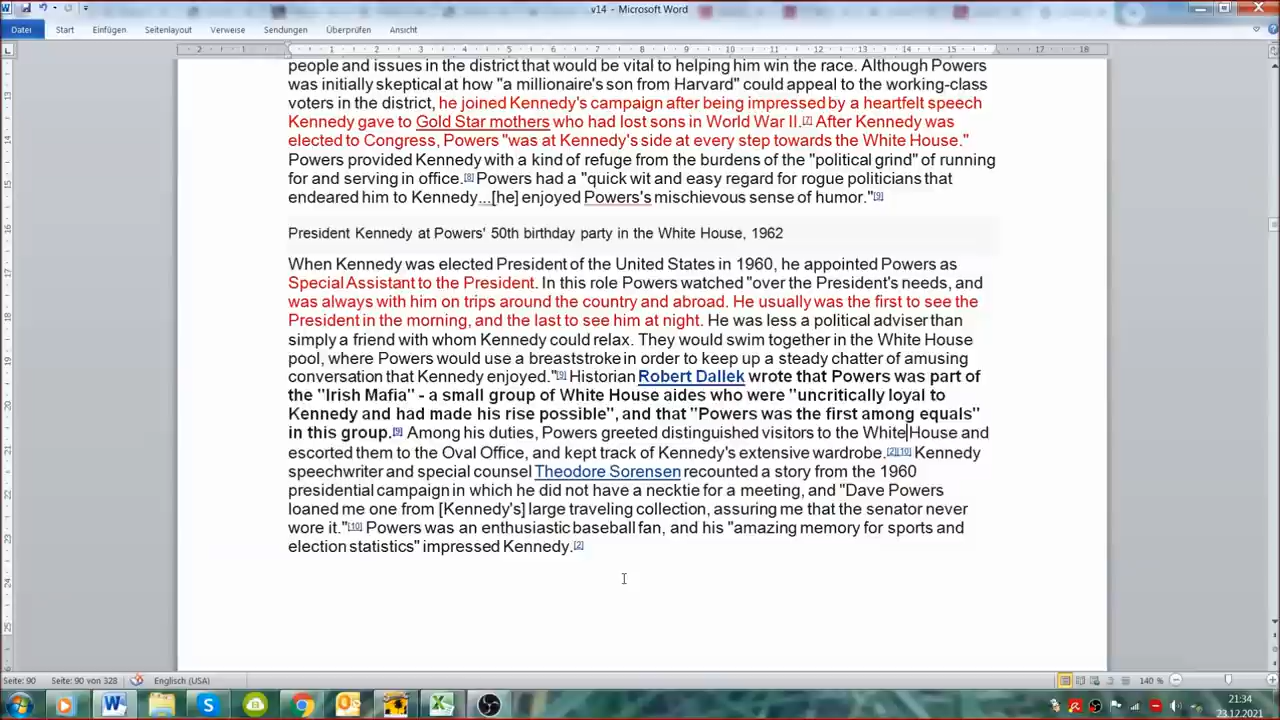 v14 - Microsoft Word
Datei Start Einfügen Seitenlayout Verweise Sendungen Überprüfen Ansicht
2 1 1 2 3 4 5 6 7 8 9 10 11 12 13 14 15 16 17 18
people and issues in the district that would be vital to helping him win the race. Although Powers
was initially skeptical at how "a millionaire's son from Harvard" could appeal to the working-class
voters in the district, he joined Kennedy's campaign after being impressed by a heartfelt speech
Kennedy gave to Gold Star mothers who had lost sons in World War II.[7] After Kennedy was
elected to Congress, Powers "was at Kennedy's side at every step towards the White House."
Powers provided Kennedy with a kind of refuge from the burdens of the "political grind" of running
for and serving in office.[8] Powers had a "quick wit and easy regard for rogue politicians that
endeared him to Kennedy...[he] enjoyed Powers's mischievous sense of humor."[9]
President Kennedy at Powers' 50th birthday party in the White House, 1962
When Kennedy was elected President of the United States in 1960, he appointed Powers as
Special Assistant to the President. In this role Powers watched "over the President's needs, and
was always with him on trips around the country and abroad. He usually was the first to see the
President in the morning, and the last to see him at night. He was less a political adviser than
simply a friend with whom Kennedy could relax. They would swim together in the White House
pool, where Powers would use a breaststroke in order to keep up a steady chatter of amusing
conversation that Kennedy enjoyed."[9] Historian Robert Dallek wrote that Powers was part of
the "Irish Mafia" - a small group of White House aides who were "uncritically loyal to
Kennedy and had made his rise possible", and that "Powers was the first among equals"
in this group.[9] Among his duties, Powers greeted distinguished visitors to the White House and
escorted them to the Oval Office, and kept track of Kennedy's extensive wardrobe.[2][10] Kennedy
speechwriter and special counsel Theodore Sorensen recounted a story from the 1960
presidential campaign in which he did not have a necktie for a meeting, and "Dave Powers
loaned me one from [Kennedy's] large traveling collection, assuring me that the senator never
wore it."[10] Powers was an enthusiastic baseball fan, and his "amazing memory for sports and
election statistics" impressed Kennedy.[2]
Seite: 90 Seite: 90 von 328 Englisch (USA) 140 %
21:34
23.12.2021